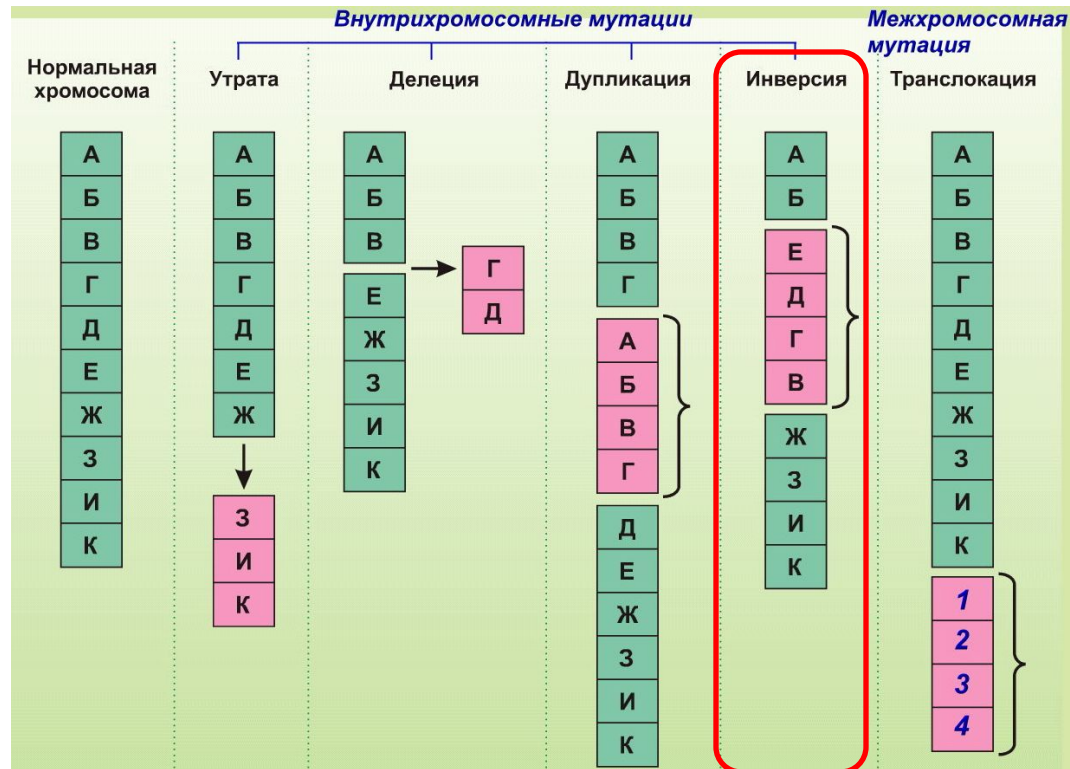 Внутрихромосомные мутации
Межхромосомная
мутация
Нормальная
хромосома
А
Б
В
Г
Д
Е
Ж
З
И
К
Утрата
А
Б
В
Г
Д
Е
Ж
З
И
К
Делеция
А
Б
В
Е
Ж
З
И
К
Г
Д
Дупликация
А
Б
В
Г
А
Б
В
Г
Д
Е
Ж
З
И
К
Инверсия
А
Б
Е
Д
Г
В
Ж
З
И
К
Транслокация
А
Б
В
Г
Д
Е
Ж
З
И
К
1
2
3
4